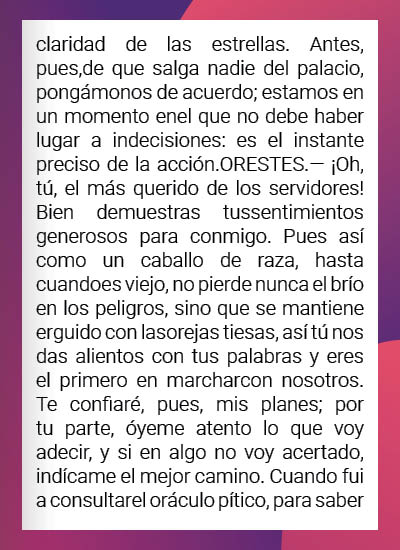 claridad de las estrellas. Antes,
pues,de que salga nadie del palacio,
pongámonos de acuerdo; estamos en
un momento enel que no debe haber
lugar a indecisiones: es el instante
preciso de la acción.ORESTES.— ¡Oh,
tú, el más querido de los servidores!
Bien demuestras tussentimientos
generosos para conmigo. Pues así
como un caballo de raza, hasta
cuandoes viejo, no pierde nunca el brío
en los peligros, sino que se mantiene
erguido con lasorejas tiesas, así tú nos
das alientos con tus palabras y eres
el primero en marcharcon nosotros.
Te confiaré, pues, mis planes; por
tu parte, óyeme atento lo que voy
adecir, y si en algo no voy acertado,
indícame el mejor camino. Cuando fui
a consultarel oráculo pítico, para saber